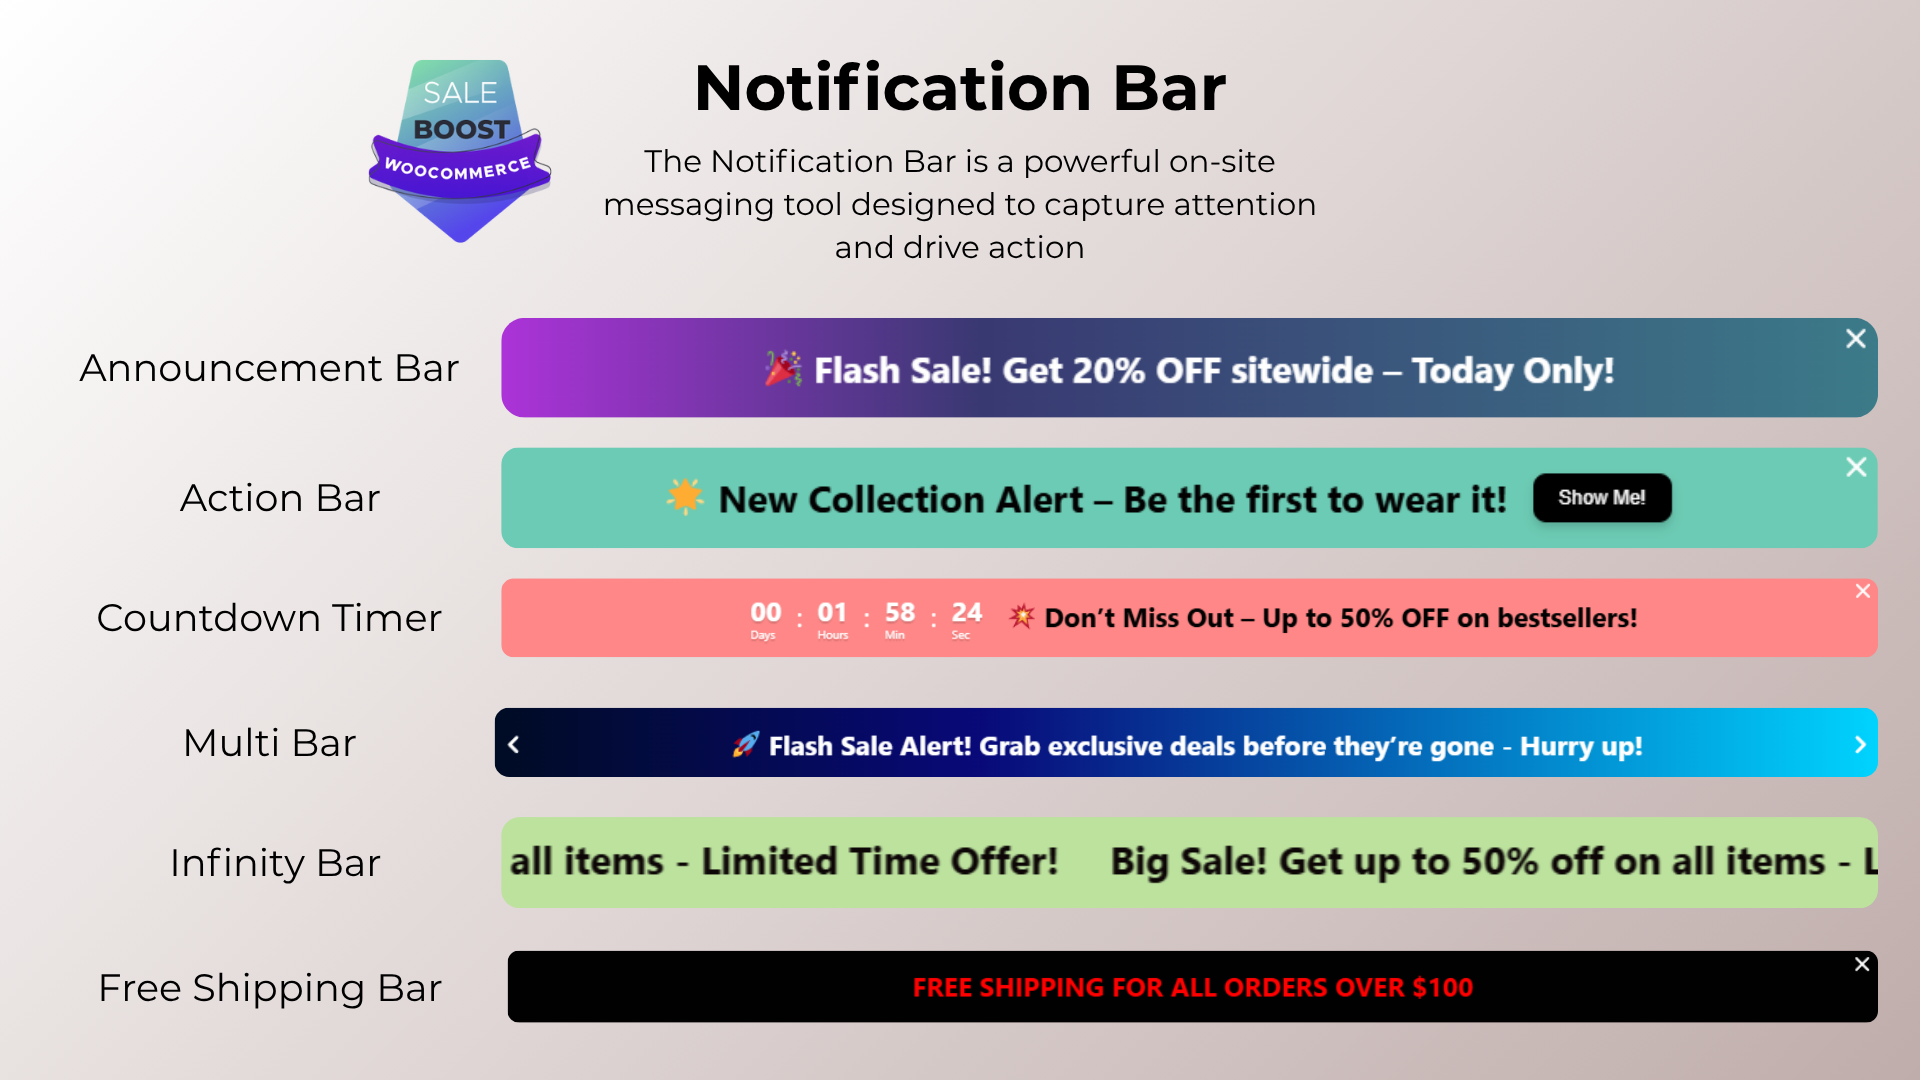 SALE
BOOST
WOOCOMMERCE
Notification Bar
The Notification Bar is a powerful on-site
messaging tool designed to capture attention
and drive action
Announcement Bar
🎉 Flash Sale! Get 20% OFF sitewide – Today Only!
Action Bar
🌟 New Collection Alert – Be the first to wear it!
Show Me!
Countdown Timer
00 : 01 : 58 : 24
Days Hours Min Sec
💥 Don’t Miss Out – Up to 50% OFF on bestsellers!
Multi Bar
🚀 Flash Sale Alert! Grab exclusive deals before they’re gone - Hurry up!
Infinity Bar
all items - Limited Time Offer! Big Sale! Get up to 50% off on all items - L
Free Shipping Bar
FREE SHIPPING FOR ALL ORDERS OVER $100